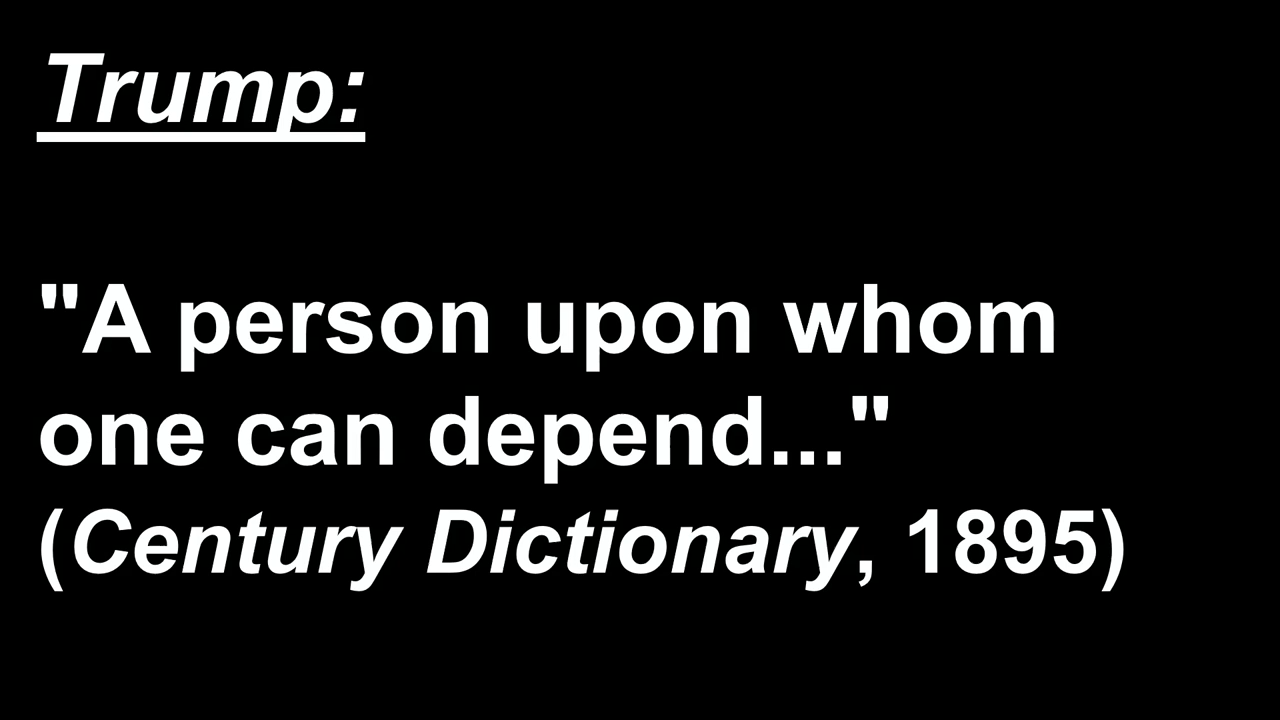 Trump:
"A person upon whom
one can depend..."
(Century Dictionary, 1895)